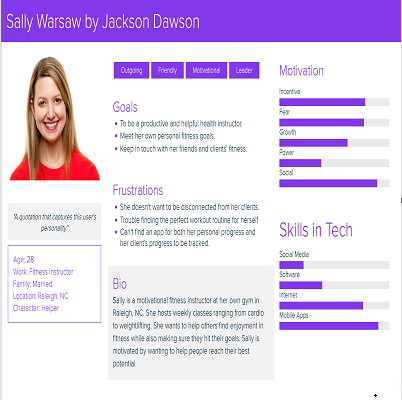 Sally Warsaw by Jackson Dawson
Outgoing
Friendly
Motivational
Leader
"A quotation that captures this user's
personality."
Age: 28
Work: Fitness Instructor
Family: Married
Location: Raleigh, NC
Character: Helper
Goals
To be a productive and helpful health instructor.
Meet her own personal fitness goals.
Keep in touch with her friends and clients' fitness.
Frustrations
She doesn't want to be disconnected from her clients.
Trouble finding the perfect workout routine for herself
Can't find an app for both her personal progress and
her client's progress to be tracked.
Bio
Sally is a motivational fitness instructor at her own gym in
Raleigh, NC. She hosts weekly classes ranging from cardio
to weightlifting. She wants to help others find enjoyment in
fitness while also making sure they hit their goals. Sally is
motivated by wanting to help people reach their best
potential.
Motivation
Incentive
Fear
Growth
Power
Social
Skills in Tech
Social Media
Software
Internet
Mobile Apps